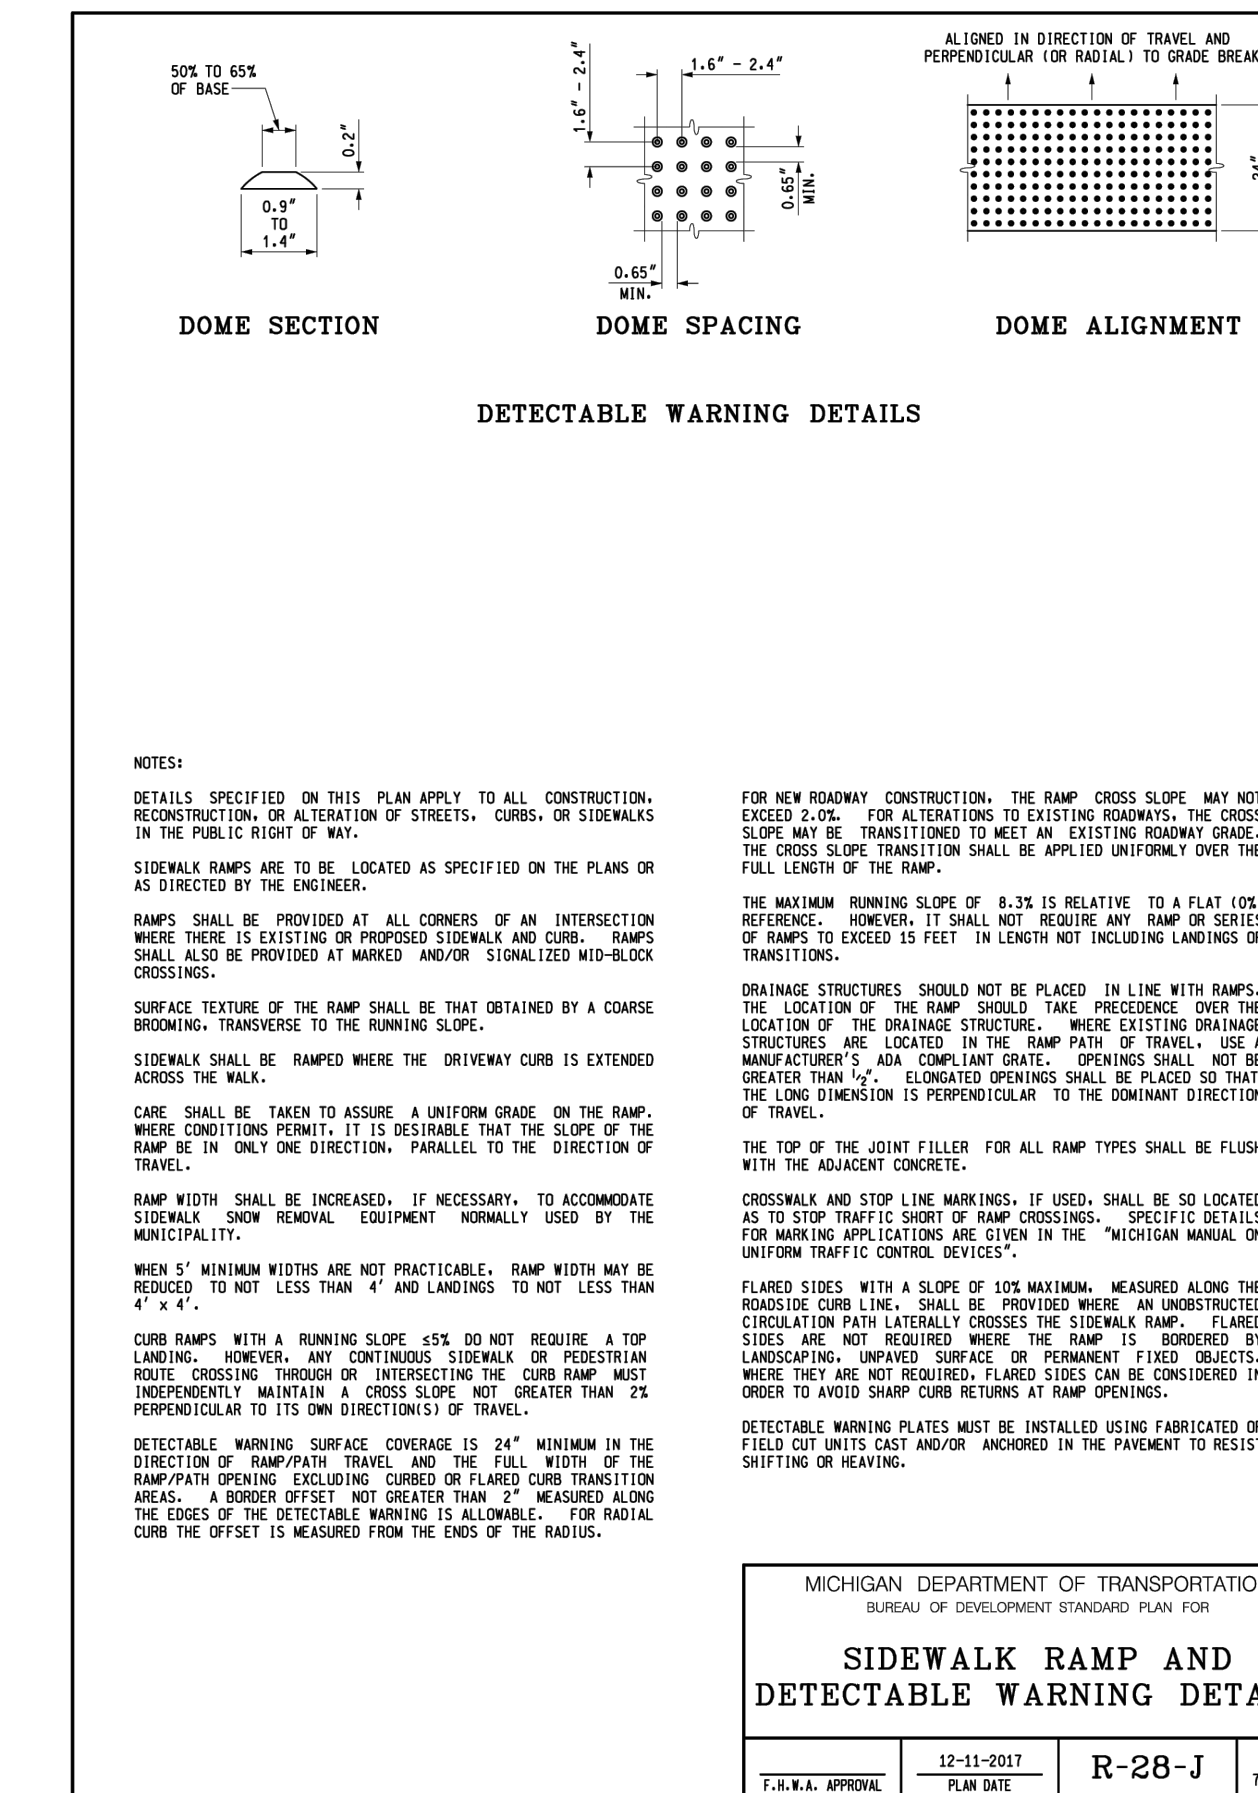 50% TO 65%
OF BASE
0.2"
0.9"
TO
1.4"
DOME SECTION
1.6" - 2.4"
1.6" - 2.4"
0.65"
MIN.
0.65"
MIN.
DOME SPACING
ALIGNED IN DIRECTION OF TRAVEL AND
PERPENDICULAR (OR RADIAL) TO GRADE BREAK
24"
DOME ALIGNMENT
DETECTABLE WARNING DETAILS
NOTES:
DETAILS SPECIFIED ON THIS PLAN APPLY TO ALL CONSTRUCTION,
RECONSTRUCTION, OR ALTERATION OF STREETS, CURBS, OR SIDEWALKS
IN THE PUBLIC RIGHT OF WAY.
SIDEWALK RAMPS ARE TO BE LOCATED AS SPECIFIED ON THE PLANS OR
AS DIRECTED BY THE ENGINEER.
RAMPS SHALL BE PROVIDED AT ALL CORNERS OF AN INTERSECTION
WHERE THERE IS EXISTING OR PROPOSED SIDEWALK AND CURB. RAMPS
SHALL ALSO BE PROVIDED AT MARKED AND/OR SIGNALIZED MID-BLOCK
CROSSINGS.
SURFACE TEXTURE OF THE RAMP SHALL BE THAT OBTAINED BY A COARSE
BROOMING, TRANSVERSE TO THE RUNNING SLOPE.
SIDEWALK SHALL BE RAMPED WHERE THE DRIVEWAY CURB IS EXTENDED
ACROSS THE WALK.
CARE SHALL BE TAKEN TO ASSURE A UNIFORM GRADE ON THE RAMP.
WHERE CONDITIONS PERMIT, IT IS DESIRABLE THAT THE SLOPE OF THE
RAMP BE IN ONLY ONE DIRECTION, PARALLEL TO THE DIRECTION OF
TRAVEL.
RAMP WIDTH SHALL BE INCREASED, IF NECESSARY, TO ACCOMMODATE
SIDEWALK SNOW REMOVAL EQUIPMENT NORMALLY USED BY THE
MUNICIPALITY.
WHEN 5' MINIMUM WIDTHS ARE NOT PRACTICABLE, RAMP WIDTH MAY BE
REDUCED TO NOT LESS THAN 4' AND LANDINGS TO NOT LESS THAN
4' x 4'.
CURB RAMPS WITH A RUNNING SLOPE ≤5% DO NOT REQUIRE A TOP
LANDING. HOWEVER, ANY CONTINUOUS SIDEWALK OR PEDESTRIAN
ROUTE CROSSING THROUGH OR INTERSECTING THE CURB RAMP MUST
INDEPENDENTLY MAINTAIN A CROSS SLOPE NOT GREATER THAN 2%
PERPENDICULAR TO ITS OWN DIRECTION(S) OF TRAVEL.
DETECTABLE WARNING SURFACE COVERAGE IS 24" MINIMUM IN THE
DIRECTION OF RAMP/PATH TRAVEL AND THE FULL WIDTH OF THE
RAMP/PATH OPENING EXCLUDING CURBED OR FLARED CURB TRANSITION
AREAS. A BORDER OFFSET NOT GREATER THAN 2" MEASURED ALONG
THE EDGES OF THE DETECTABLE WARNING IS ALLOWABLE. FOR RADIAL
CURB THE OFFSET IS MEASURED FROM THE ENDS OF THE RADIUS.
FOR NEW ROADWAY CONSTRUCTION, THE RAMP CROSS SLOPE MAY NOT
EXCEED 2.0%. FOR ALTERATIONS TO EXISTING ROADWAYS, THE CROSS
SLOPE MAY BE TRANSITIONED TO MEET AN EXISTING ROADWAY GRADE.
THE CROSS SLOPE TRANSITION SHALL BE APPLIED UNIFORMLY OVER THE
FULL LENGTH OF THE RAMP.
THE MAXIMUM RUNNING SLOPE OF 8.3% IS RELATIVE TO A FLAT (0%
REFERENCE. HOWEVER, IT SHALL NOT REQUIRE ANY RAMP OR SERIES
OF RAMPS TO EXCEED 15 FEET IN LENGTH NOT INCLUDING LANDINGS OR
TRANSITIONS.
DRAINAGE STRUCTURES SHOULD NOT BE PLACED IN LINE WITH RAMPS.
THE LOCATION OF THE RAMP SHOULD TAKE PRECEDENCE OVER THE
LOCATION OF THE DRAINAGE STRUCTURE. WHERE EXISTING DRAINAGE
STRUCTURES ARE LOCATED IN THE RAMP PATH OF TRAVEL, USE A
MANUFACTURER'S ADA COMPLIANT GRATE. OPENINGS SHALL NOT BE
GREATER THAN 1/2". ELONGATED OPENINGS SHALL BE PLACED SO THAT
THE LONG DIMENSION IS PERPENDICULAR TO THE DOMINANT DIRECTION
OF TRAVEL.
THE TOP OF THE JOINT FILLER FOR ALL RAMP TYPES SHALL BE FLUSH
WITH THE ADJACENT CONCRETE.
CROSSWALK AND STOP LINE MARKINGS, IF USED, SHALL BE SO LOCATED
AS TO STOP TRAFFIC SHORT OF RAMP CROSSINGS. SPECIFIC DETAILS
FOR MARKING APPLICATIONS ARE GIVEN IN THE "MICHIGAN MANUAL ON
UNIFORM TRAFFIC CONTROL DEVICES".
FLARED SIDES WITH A SLOPE OF 10% MAXIMUM, MEASURED ALONG THE
ROADSIDE CURB LINE, SHALL BE PROVIDED WHERE AN UNOBSTRUCTED
CIRCULATION PATH LATERALLY CROSSES THE SIDEWALK RAMP. FLARED
SIDES ARE NOT REQUIRED WHERE THE RAMP IS BORDERED BY
LANDSCAPING, UNPAVED SURFACE OR PERMANENT FIXED OBJECTS.
WHERE THEY ARE NOT REQUIRED, FLARED SIDES CAN BE CONSIDERED IN
ORDER TO AVOID SHARP CURB RETURNS AT RAMP OPENINGS.
DETECTABLE WARNING PLATES MUST BE INSTALLED USING FABRICATED OR
FIELD CUT UNITS CAST AND/OR ANCHORED IN THE PAVEMENT TO RESIST
SHIFTING OR HEAVING.
MICHIGAN DEPARTMENT OF TRANSPORTATIO
BUREAU OF DEVELOPMENT STANDARD PLAN FOR
SIDEWALK RAMP AND
DETECTABLE WARNING DETA
F.H.W.A. APPROVAL
12-11-2017
PLAN DATE
R-28-J
7